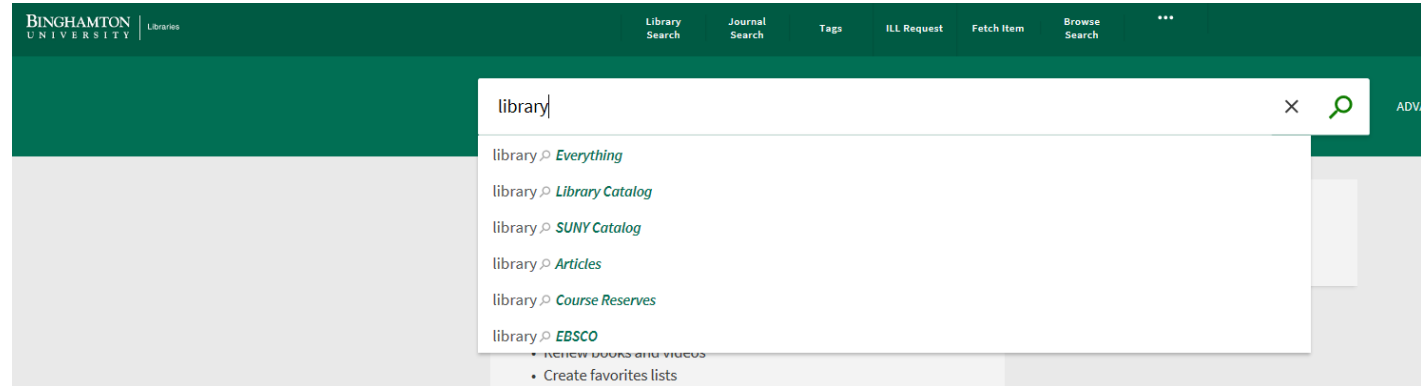 BINGHAMTON
UNIVERSITY
Libraries
Library Search
Journal Search
Tags
ILL Request
Fetch Item
Browse Search
•••
library
library Everything
library Library Catalog
library SUNY Catalog
library Articles
library Course Reserves
library EBSCO
• Renew books and videos
• Create favorites lists